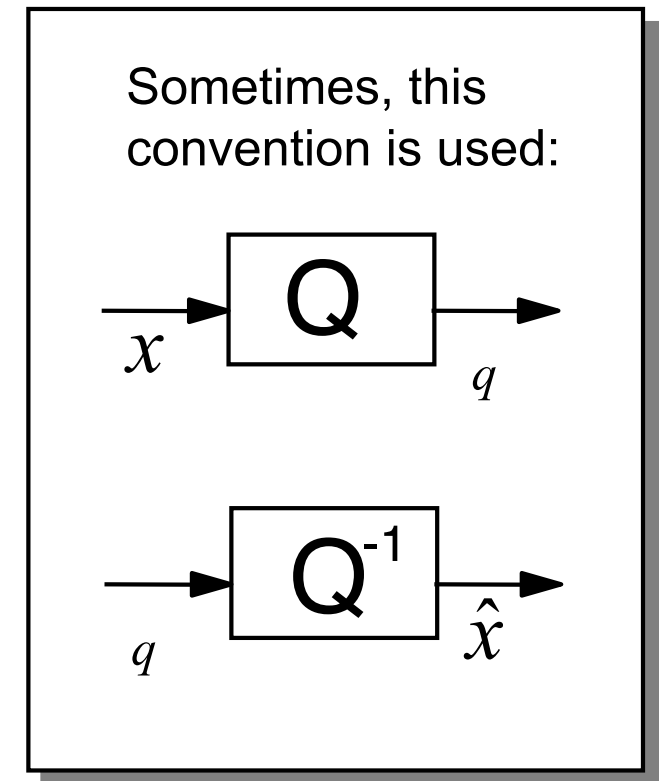 Sometimes, this
convention is used:
Q
x
q
Q⁻¹
q
x̂